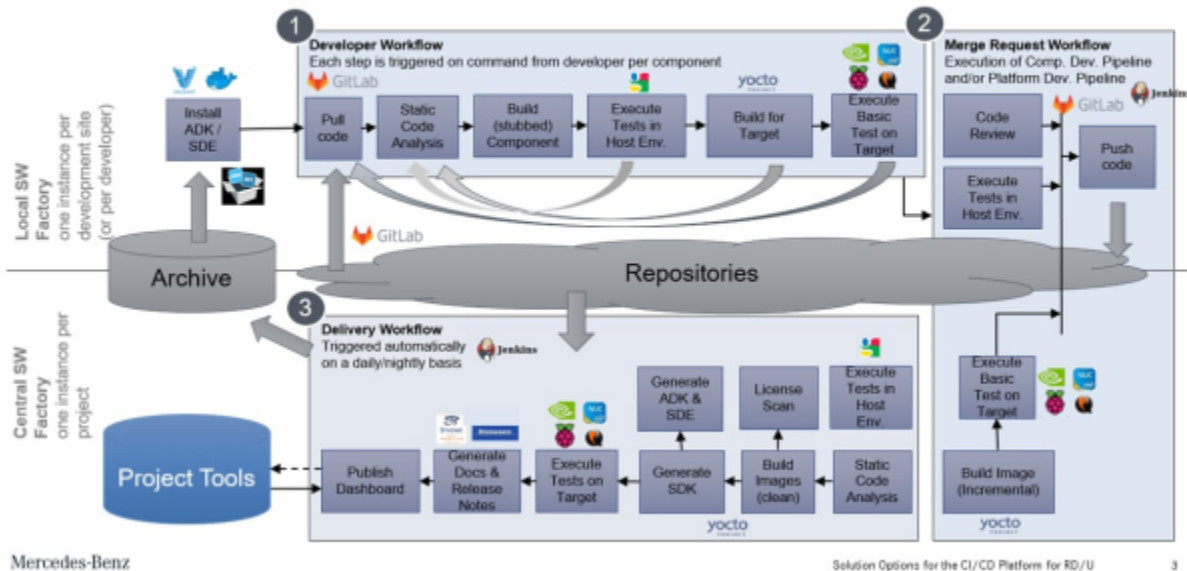 1
Developer Workflow
Each step is triggered on command from developer per component
GitLab
yocto
PROJECT
Install
ADK /
SDE
Pull
code
Static
Code
Analysis
Build
(stubbed)
Component
Execute
Tests in
Host Env.
Build for
Target
Execute
Basic
Test on
Target
2
Merge Request Workflow
Execution of Comp. Dev. Pipeline
and/or Platform Dev. Pipeline
GitLab
Jenkins
Code
Review
Execute
Tests in
Host Env.
Push
code
Local SW
Factory
one instance per
development site
(or per developer)
GitLab
Archive
Repositories
Central SW
Factory
one instance per
project
3
Delivery Workflow
Triggered automatically
on a daily/nightly basis
Jenkins
Generate
ADK &
SDE
License
Scan
Execute
Tests in
Host
Env.
Project Tools
Publish
Dashboard
Generate
Docs &
Release
Notes
Execute
Tests on
Target
Generate
SDK
Build
Images
(clean)
Static
Code
Analysis
yocto
PROJECT
Execute
Basic
Test on
Target
Build Image
(Incremental)
yocto
PROJECT
Mercedes-Benz
Solution Options for the CI/CD Platform for RD/U
3